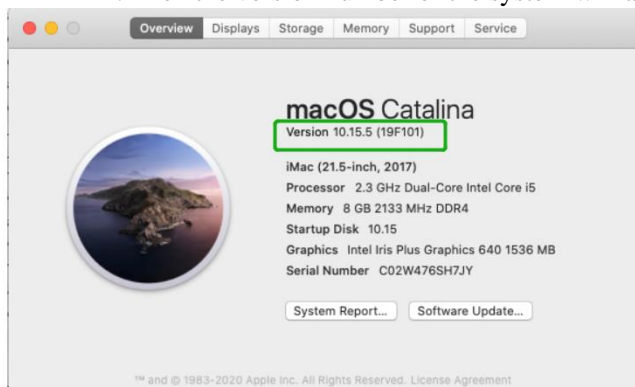 Overview Displays Storage Memory Support Service
macOS Catalina
Version 10.15.5 (19F101)
iMac (21.5-inch, 2017)
Processor 2.3 GHz Dual-Core Intel Core i5
Memory 8 GB 2133 MHz DDR4
Startup Disk 10.15
Graphics Intel Iris Plus Graphics 640 1536 MB
Serial Number C02W476SH7JY
System Report... Software Update...
™ and © 1983-2020 Apple Inc. All Rights Reserved. License Agreement